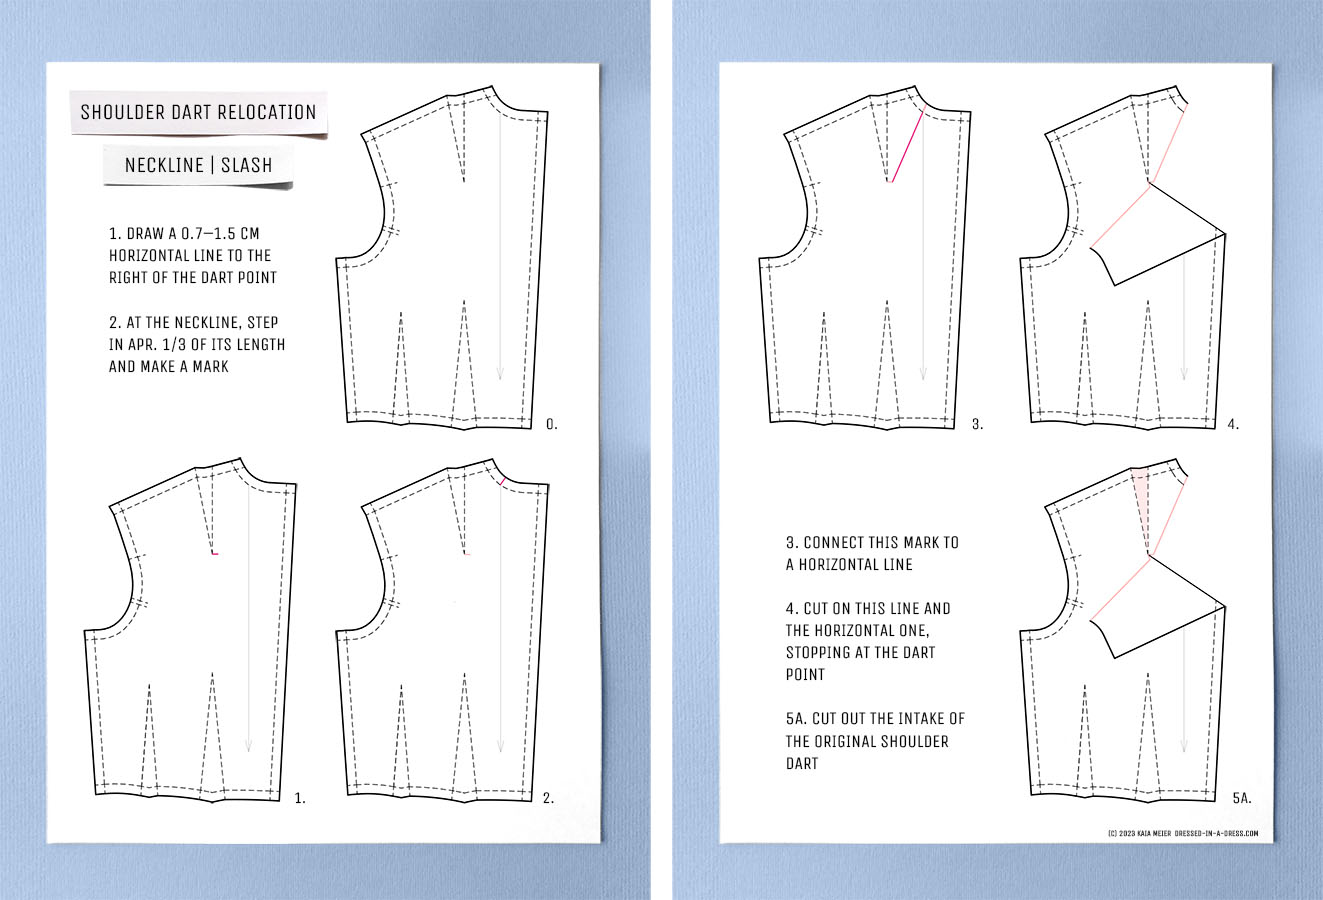 SHOULDER DART RELOCATION
NECKLINE | SLASH
1. DRAW A 0.7–1.5 CM
HORIZONTAL LINE TO THE
RIGHT OF THE DART POINT
2. AT THE NECKLINE, STEP
IN APR. 1/3 OF ITS LENGTH
AND MAKE A MARK
0.
1.
2.
3.
4.
3. CONNECT THIS MARK TO
A HORIZONTAL LINE
4. CUT ON THIS LINE AND
THE HORIZONTAL ONE,
STOPPING AT THE DART
POINT
5A. CUT OUT THE INTAKE OF
THE ORIGINAL SHOULDER
DART
5A.
(C) 2023 KAIA MEIER DRESSED-IN-A-DRESS.COM